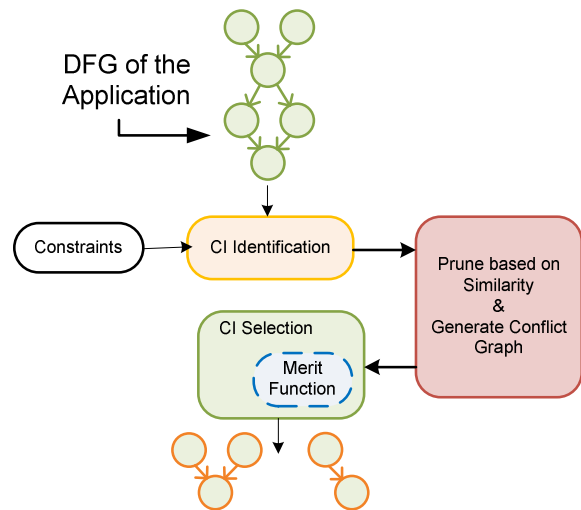 DFG of the
Application
Constraints
CI Identification
Prune based on
Similarity
&
Generate Conflict
Graph
CI Selection
Merit
Function